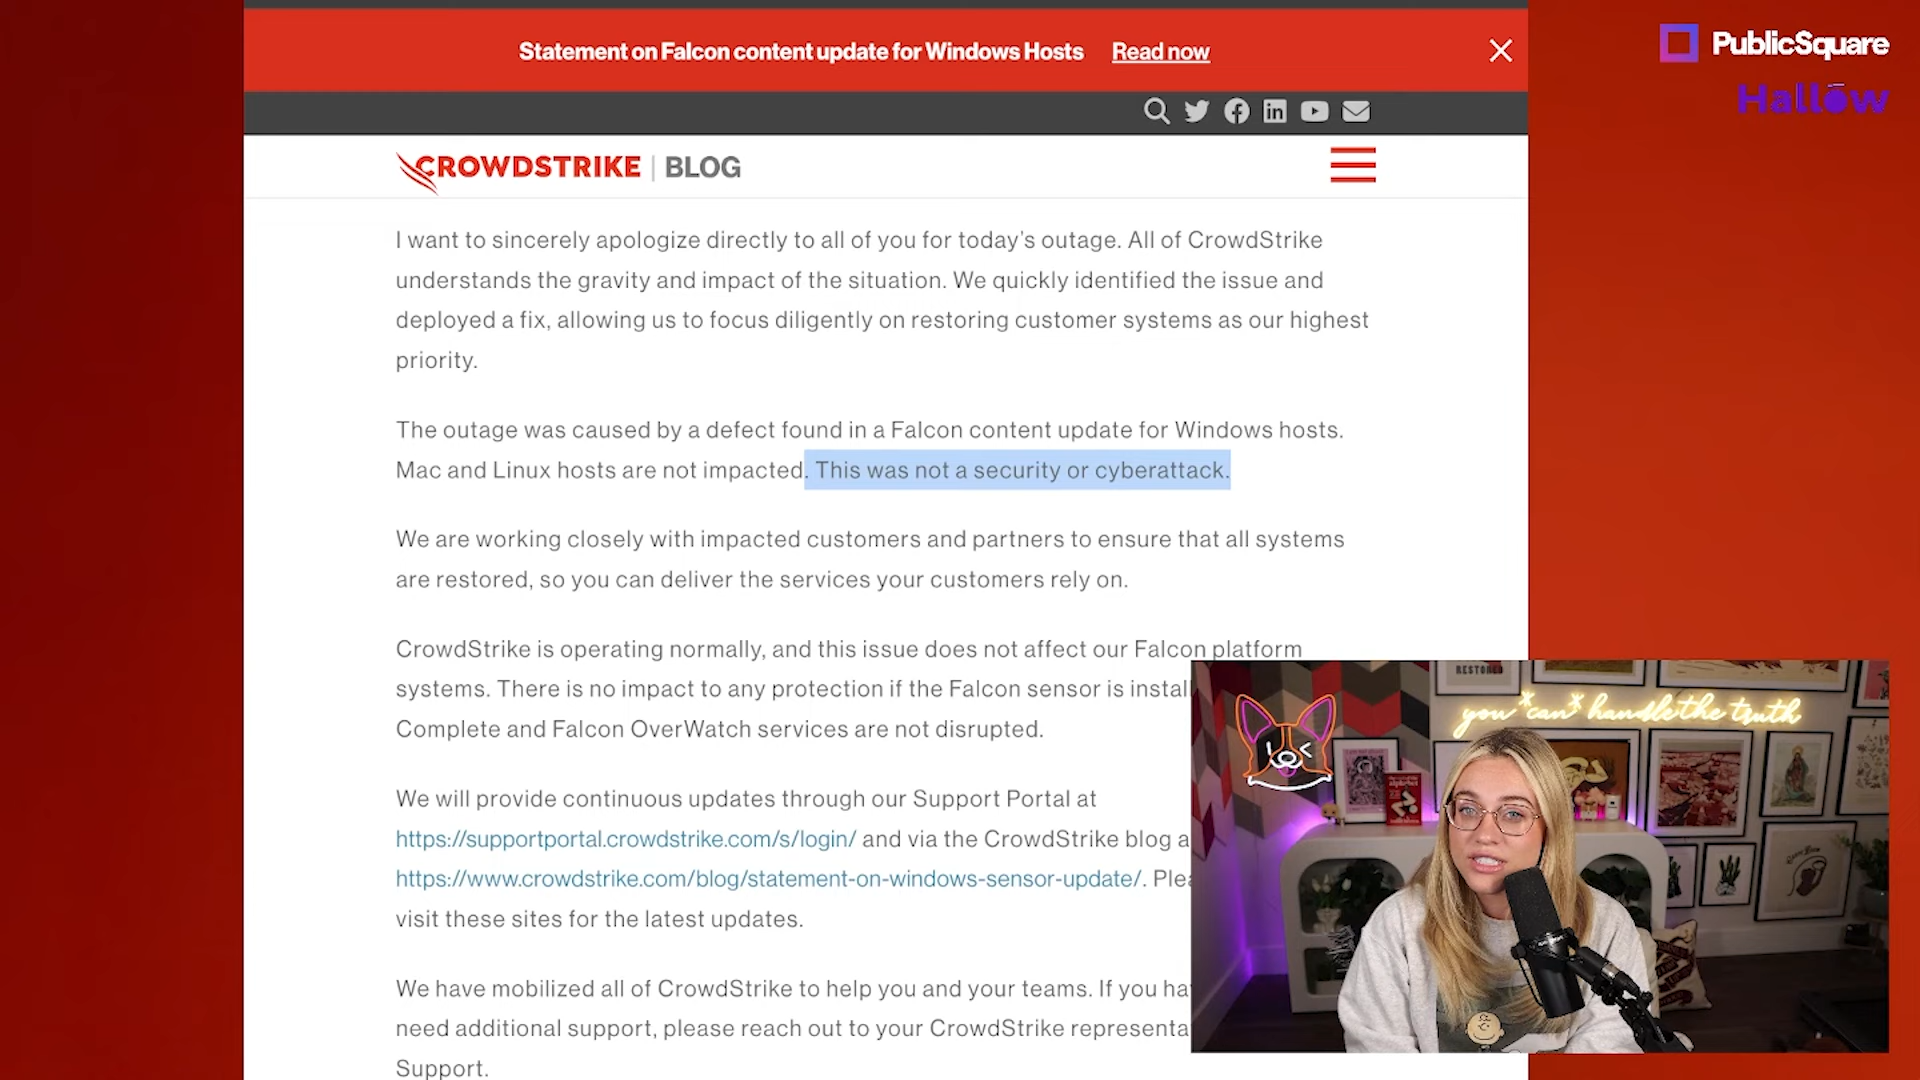 Statement on Falcon content update for Windows Hosts Read now
PublicSquare
Hallow
CROWDSTRIKE | BLOG
I want to sincerely apologize directly to all of you for today’s outage. All of CrowdStrike
understands the gravity and impact of the situation. We quickly identified the issue and
deployed a fix, allowing us to focus diligently on restoring customer systems as our highest
priority.
The outage was caused by a defect found in a Falcon content update for Windows hosts.
Mac and Linux hosts are not impacted. This was not a security or cyberattack.
We are working closely with impacted customers and partners to ensure that all systems
are restored, so you can deliver the services your customers rely on.
CrowdStrike is operating normally, and this issue does not affect our Falcon platform
systems. There is no impact to any protection if the Falcon sensor is install
Complete and Falcon OverWatch services are not disrupted.
We will provide continuous updates through our Support Portal at
https://supportportal.crowdstrike.com/s/login/ and via the CrowdStrike blog a
https://www.crowdstrike.com/blog/statement-on-windows-sensor-update/. Plea
visit these sites for the latest updates.
We have mobilized all of CrowdStrike to help you and your teams. If you ha
need additional support, please reach out to your CrowdStrike representa
Support.
RESTORED
you *can* handle the truth